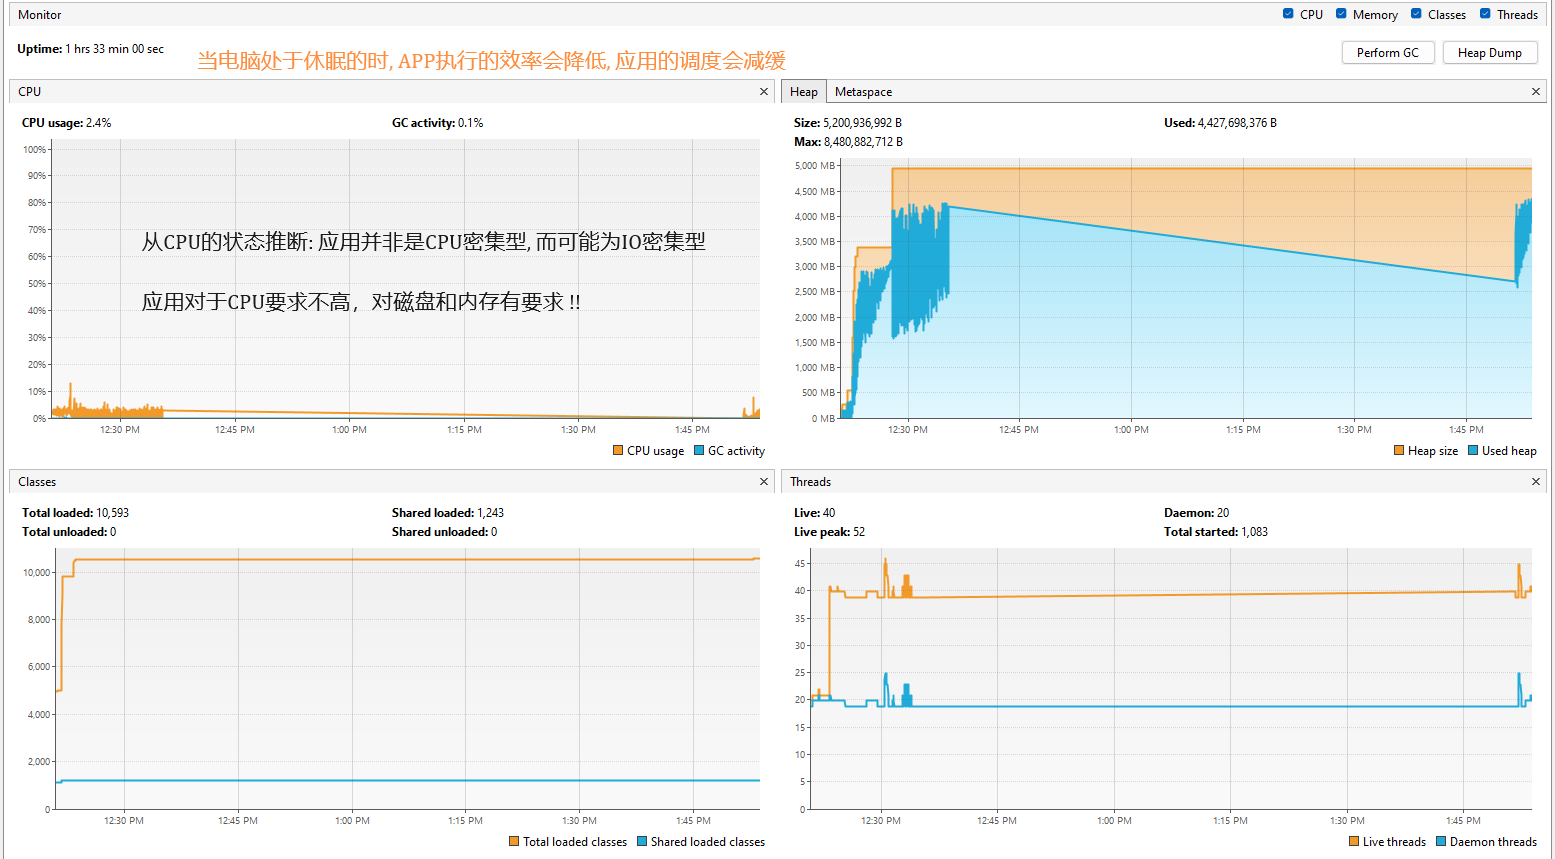 Monitor
CPU Memory Classes Threads
Uptime: 1 hrs 33 min 00 sec
当电脑处于休眠的时, APP执行的效率会降低, 应用的调度会减缓
Perform GC Heap Dump
CPU
CPU usage: 2.4% GC activity: 0.1%
100%
90%
80%
70%
60%
50%
40%
30%
20%
10%
0%
从CPU的状态推断: 应用并非是CPU密集型, 而可能为IO密集型
应用对于CPU要求不高，对磁盘和内存有要求 !!
12:30 PM 12:45 PM 1:00 PM 1:15 PM 1:30 PM 1:45 PM
CPU usage GC activity
Heap Metaspace
Size: 5,200,936,992 B Used: 4,427,698,376 B
Max: 8,480,882,712 B
5,000 MB
4,500 MB
4,000 MB
3,500 MB
3,000 MB
2,500 MB
2,000 MB
1,500 MB
1,000 MB
500 MB
0 MB
12:30 PM 12:45 PM 1:00 PM 1:15 PM 1:30 PM 1:45 PM
Heap size Used heap
Classes
Total loaded: 10,593 Shared loaded: 1,243
Total unloaded: 0 Shared unloaded: 0
10,000
8,000
6,000
4,000
2,000
0
12:30 PM 12:45 PM 1:00 PM 1:15 PM 1:30 PM 1:45 PM
Total loaded classes Shared loaded classes
Threads
Live: 40 Daemon: 20
Live peak: 52 Total started: 1,083
45
40
35
30
25
20
15
10
5
0
12:30 PM 12:45 PM 1:00 PM 1:15 PM 1:30 PM 1:45 PM
Live threads Daemon threads